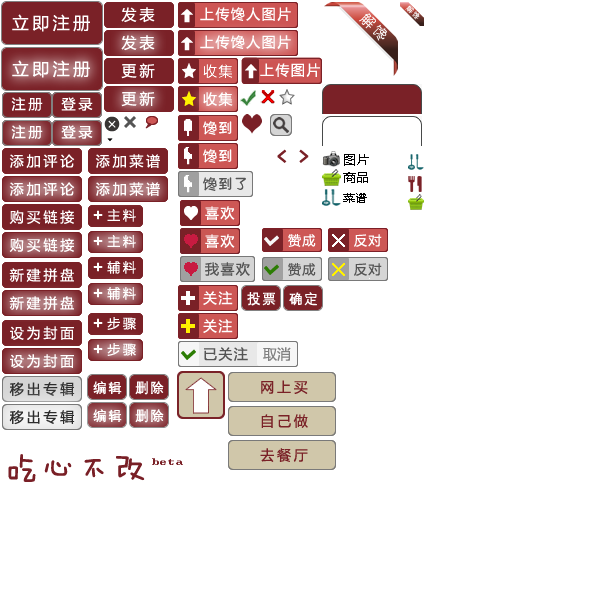 立即注册
立即注册
注册
登录
注册
登录
添加评论
添加评论
购买链接
购买链接
新建拼盘
新建拼盘
设为封面
设为封面
移出专辑
移出专辑
发表
发表
更新
更新
添加菜谱
添加菜谱
+ 主料
+ 主料
+ 辅料
+ 辅料
+ 步骤
+ 步骤
编辑
删除
编辑
删除
上传馋人图片
上传馋人图片
收集
上传图片
收集
馋到
馋到
馋到了
喜欢
喜欢
赞成
反对
我喜欢
赞成
反对
关注
投票
确定
关注
已关注
取消
网上买
自己做
去餐厅
解馋
解馋
图片
商品
菜谱
吃心不改 beta